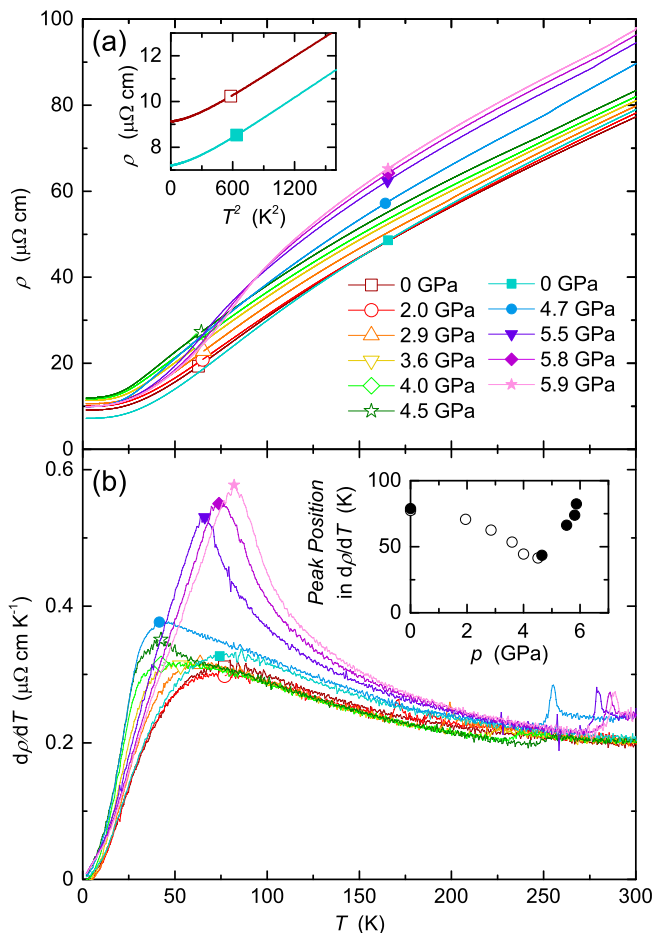 (a)
ρ (μΩ cm)
100
80
60
40
20
0
ρ (μΩ cm)
12
10
8
0 600 1200
T² (K²)
0 GPa
2.0 GPa
2.9 GPa
3.6 GPa
4.0 GPa
4.5 GPa
0 GPa
4.7 GPa
5.5 GPa
5.8 GPa
5.9 GPa
(b)
dρ/dT (μΩ cm K⁻¹)
0.6
0.4
0.2
0
Peak Position
in dρ/dT (K)
100
50
0
0 2 4 6
p (GPa)
0 50 100 150 200 250 300
T (K)